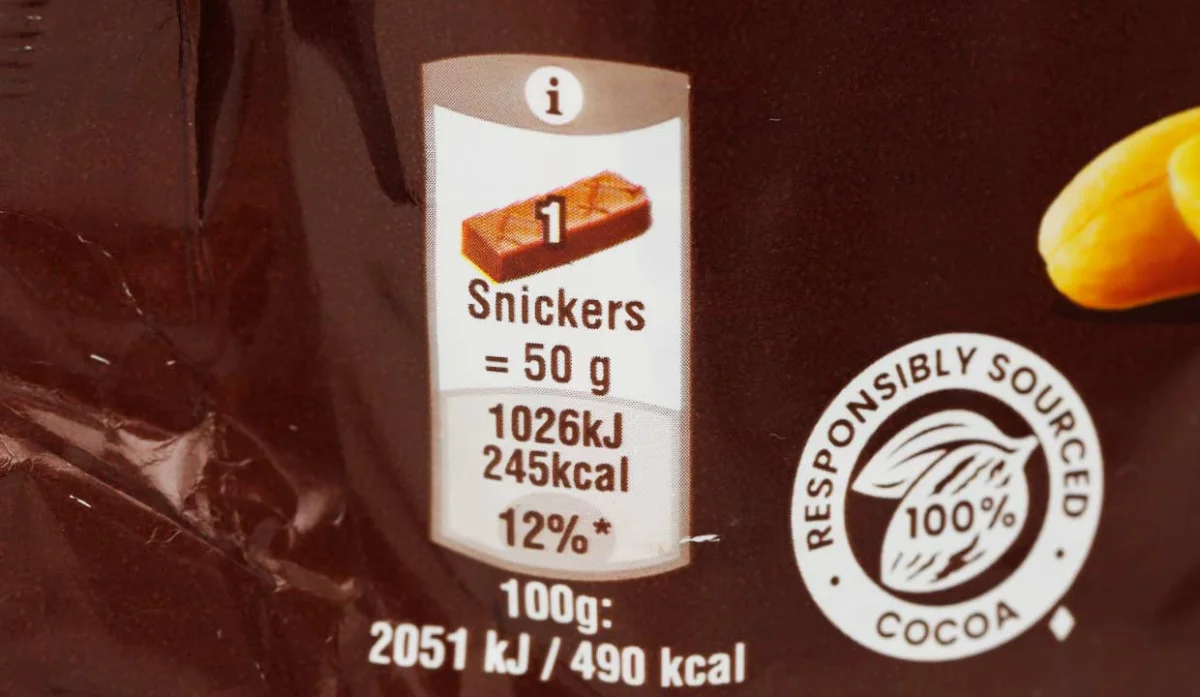 i
1
Snickers
= 50 g
1026kJ
245kcal
12%*
100g:
2051 kJ / 490 kcal
RESPONSIBLY SOURCED
100%
• COCOA •